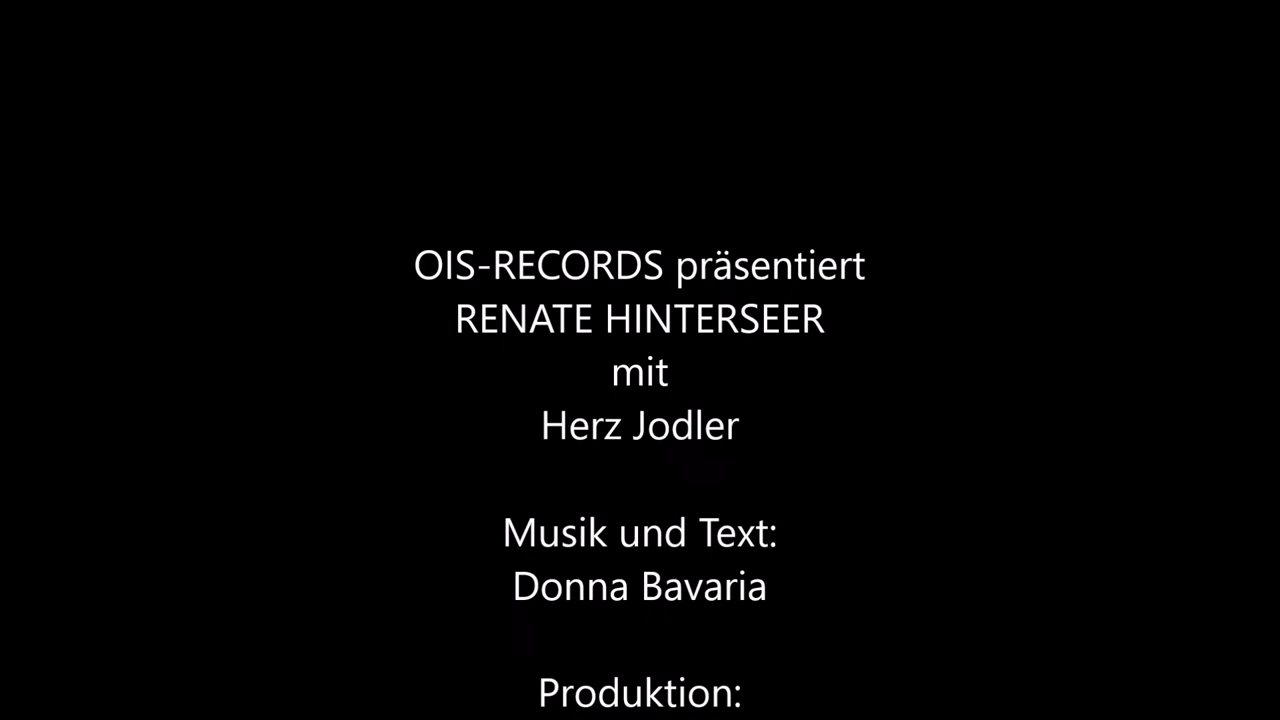 OIS-RECORDS präsentiert
RENATE HINTERSEER
mit
Herz Jodler
Musik und Text:
Donna Bavaria
Produktion: